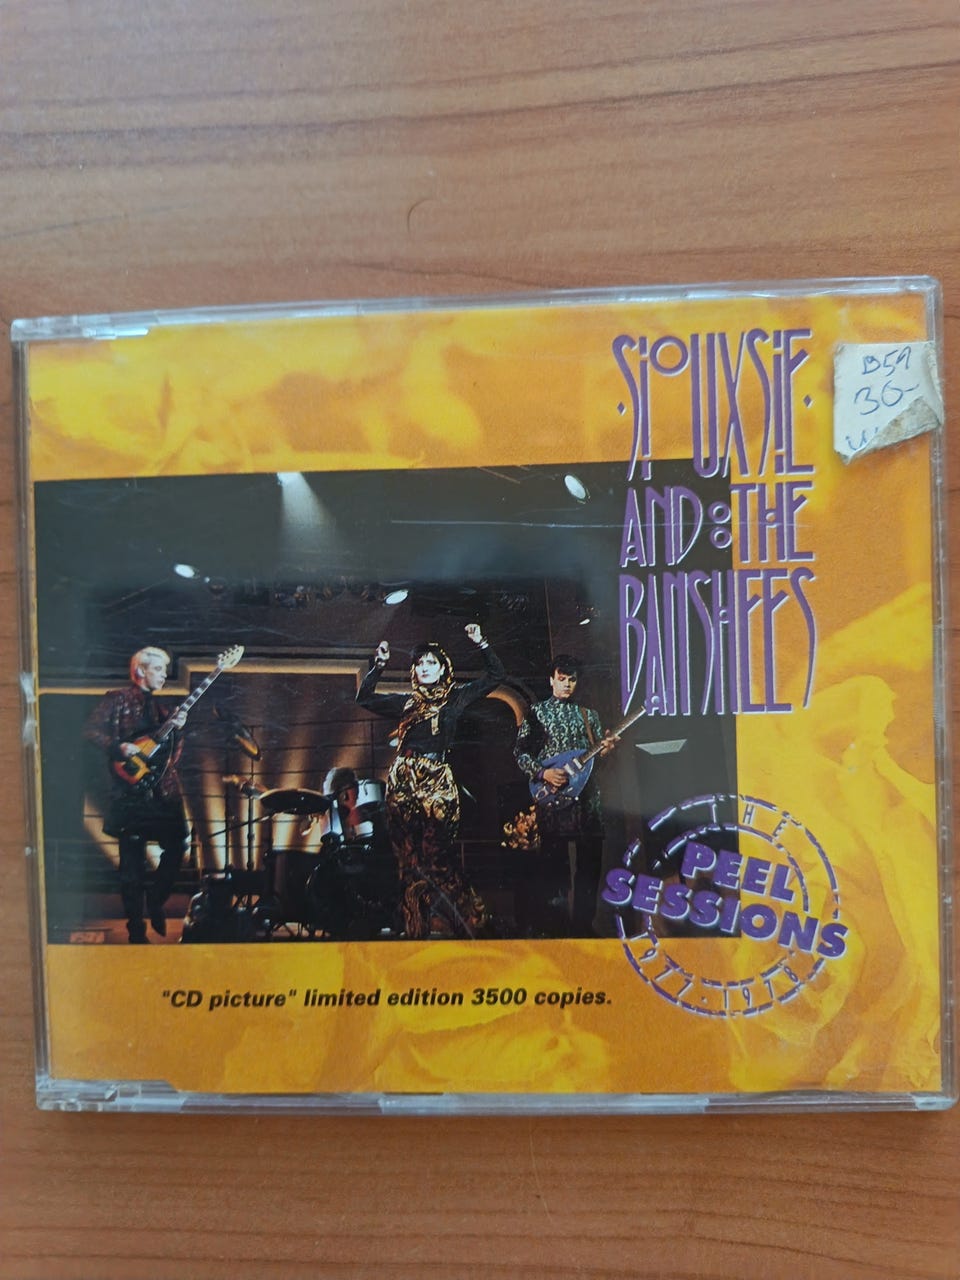 SIOUXSIE
AND THE
BANSHEES
B59
30-
THE
PEEL
SESSIONS
1977·1978
"CD picture" limited edition 3500 copies.